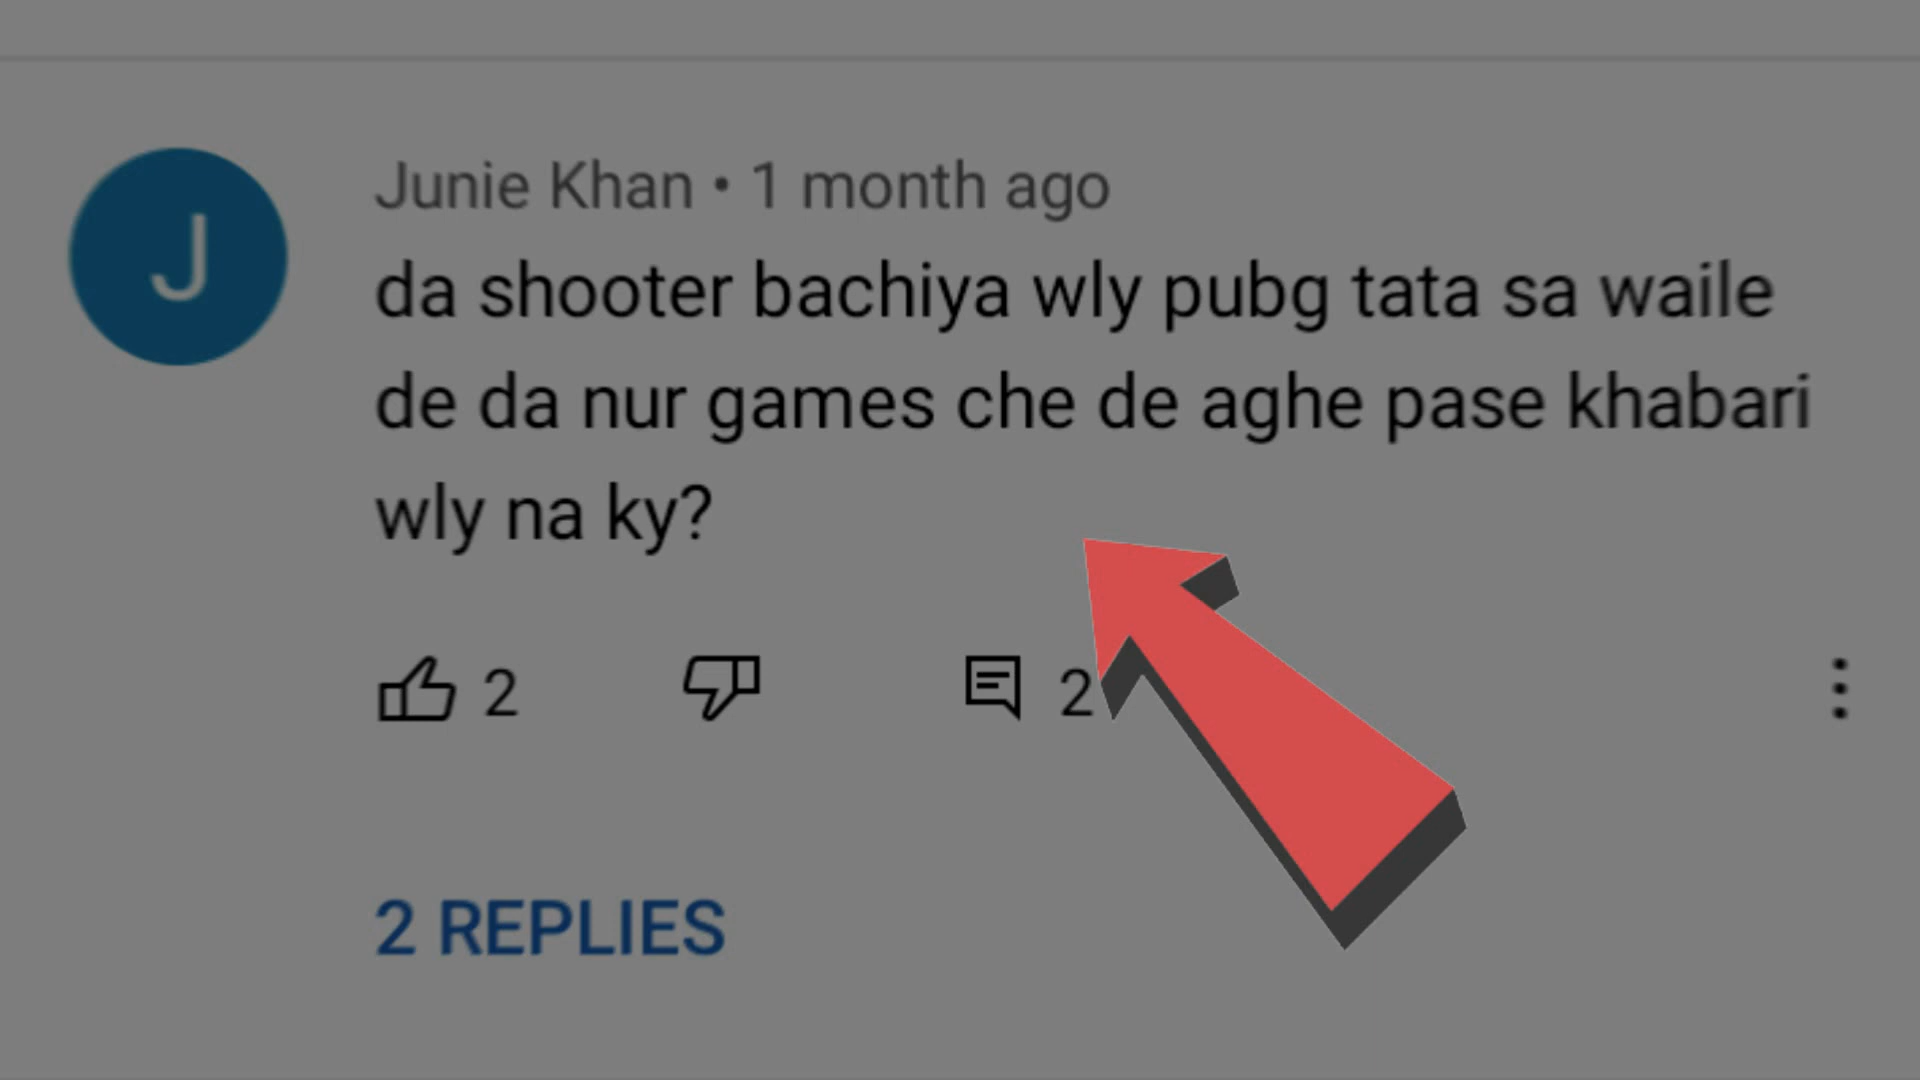 J
Junie Khan • 1 month ago
da shooter bachiya wly pubg tata sa waile
de da nur games che de aghe pase khabari
wly na ky?
2 2
2 REPLIES